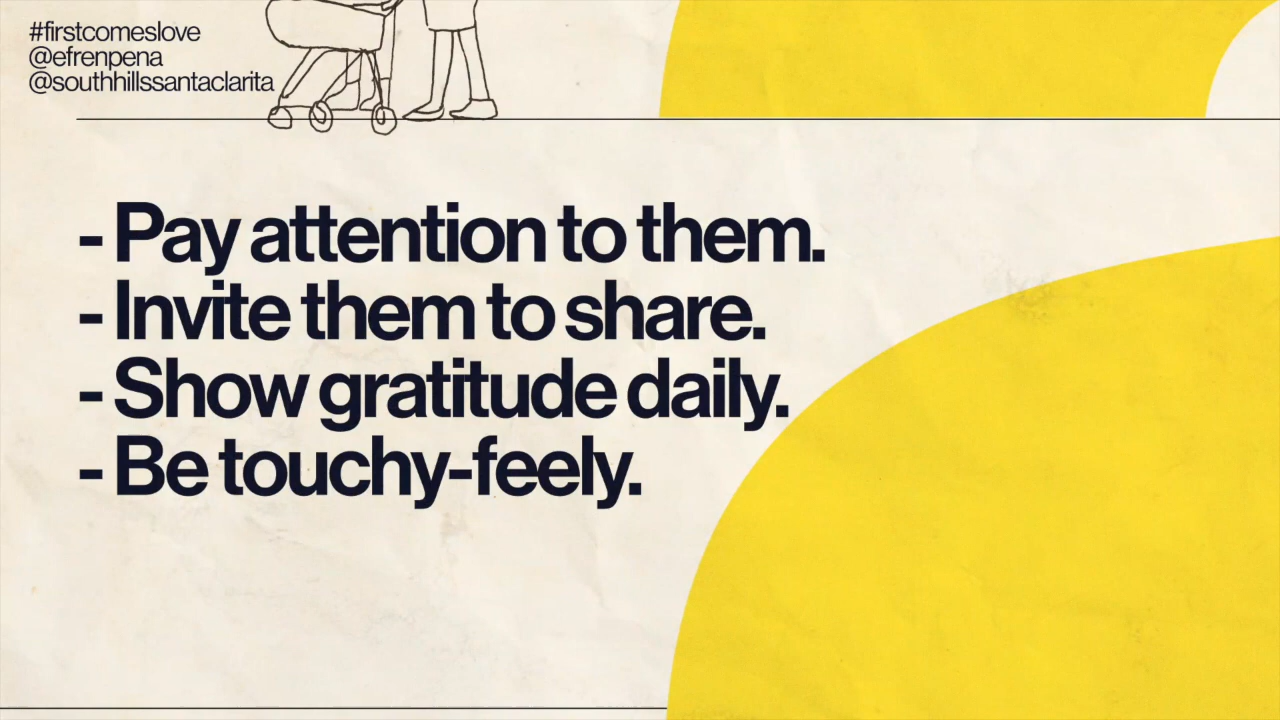 #firstcomeslove
@efrenpena
@southhillssantaclarita
- Pay attention to them.
- Invite them to share.
- Show gratitude daily.
- Be touchy-feely.